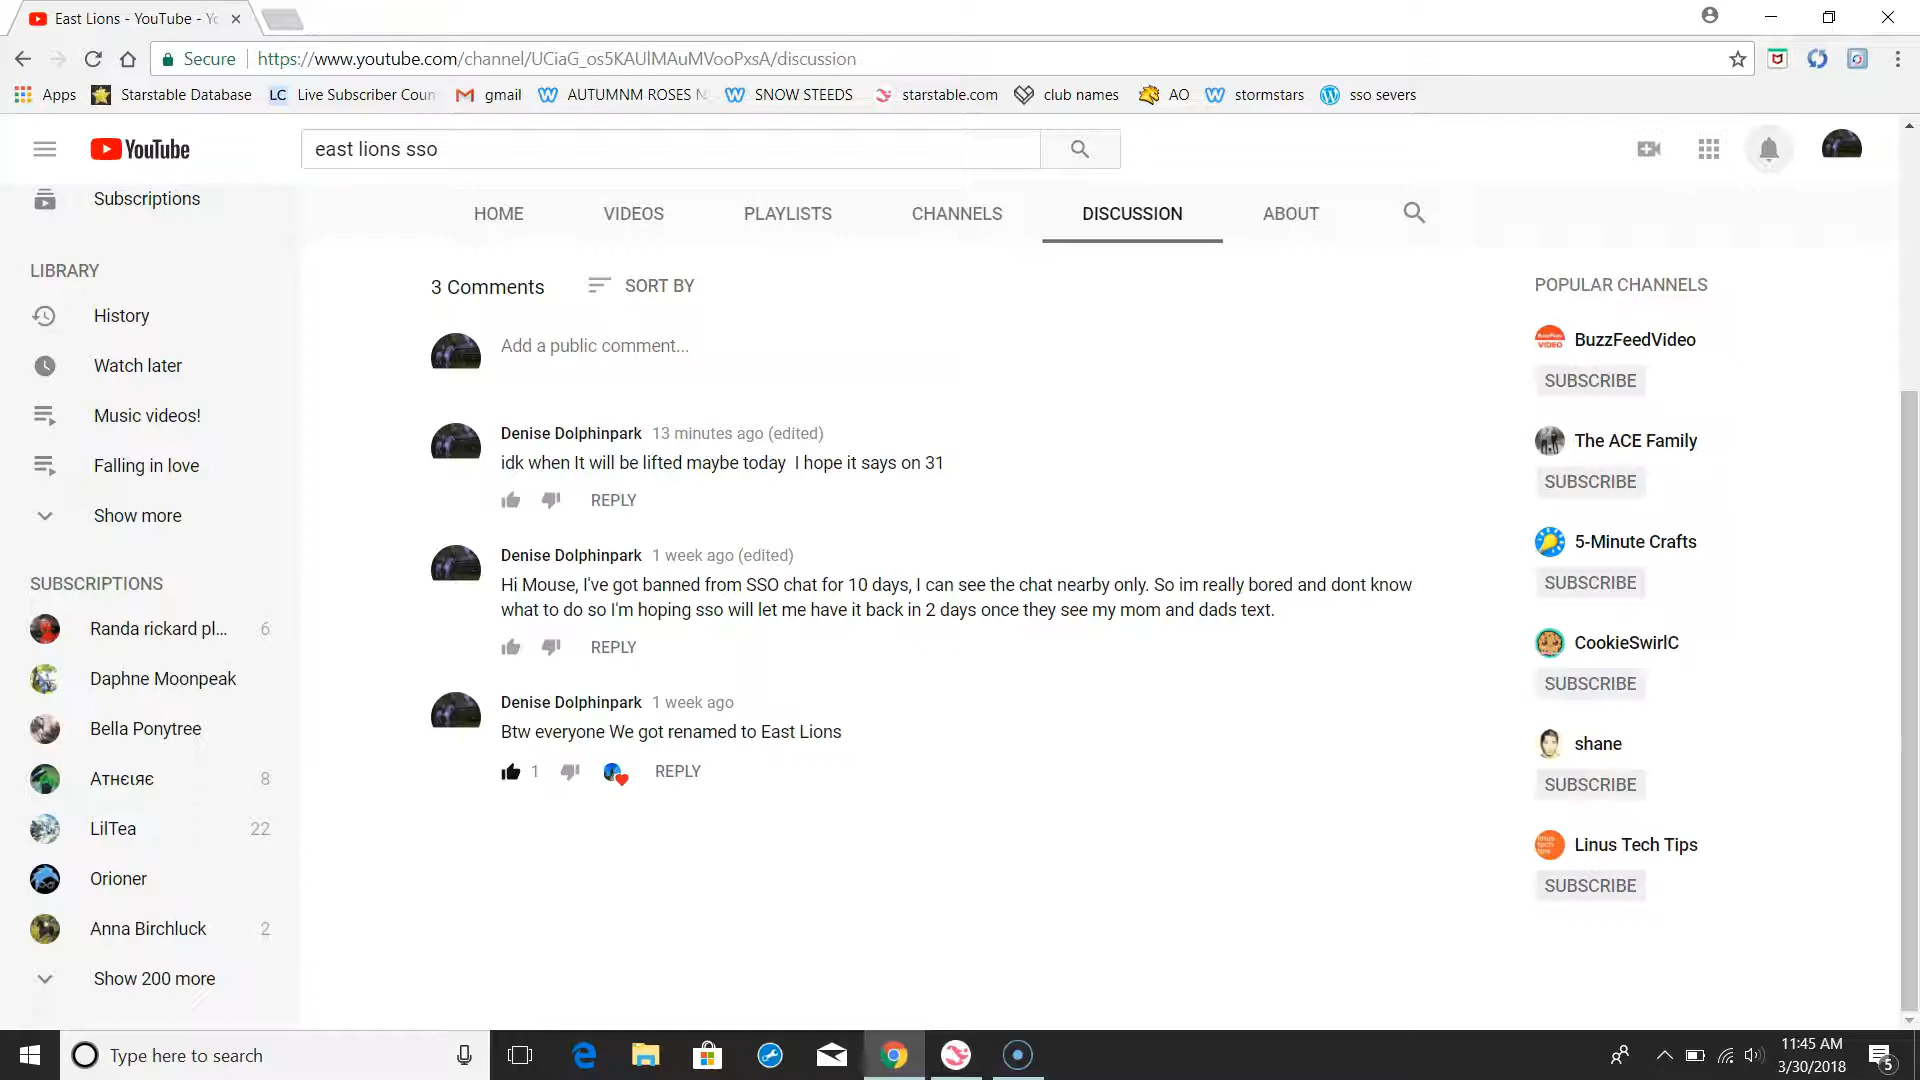 East Lions - YouTube - Yo
Secure
https://www.youtube.com/channel/UCiaG_os5KAUlMAuMVooPxsA/discussion
Apps
Starstable Database
LC
Live Subscriber Coun
gmail
AUTUMNM ROSES N
SNOW STEEDS
starstable.com
club names
AO
stormstars
sso severs
YouTube
east lions sso
Subscriptions
HOME
VIDEOS
PLAYLISTS
CHANNELS
DISCUSSION
ABOUT
LIBRARY
History
Watch later
Music videos!
Falling in love
Show more
SUBSCRIPTIONS
Randa rickard pl... 6
Daphne Moonpeak
Bella Ponytree
Aтнєιяє 8
LilTea 22
Orioner
Anna Birchluck 2
Show 200 more
3 Comments
SORT BY
Add a public comment...
Denise Dolphinpark 13 minutes ago (edited)
idk when It will be lifted maybe today I hope it says on 31
REPLY
Denise Dolphinpark 1 week ago (edited)
Hi Mouse, I've got banned from SSO chat for 10 days, I can see the chat nearby only. So im really bored and dont know
what to do so I'm hoping sso will let me have it back in 2 days once they see my mom and dads text.
REPLY
Denise Dolphinpark 1 week ago
Btw everyone We got renamed to East Lions
1
REPLY
POPULAR CHANNELS
BuzzFeedVideo
SUBSCRIBE
The ACE Family
SUBSCRIBE
5-Minute Crafts
SUBSCRIBE
CookieSwirlC
SUBSCRIBE
shane
SUBSCRIBE
Linus Tech Tips
SUBSCRIBE
Type here to search
11:45 AM
3/30/2018
5